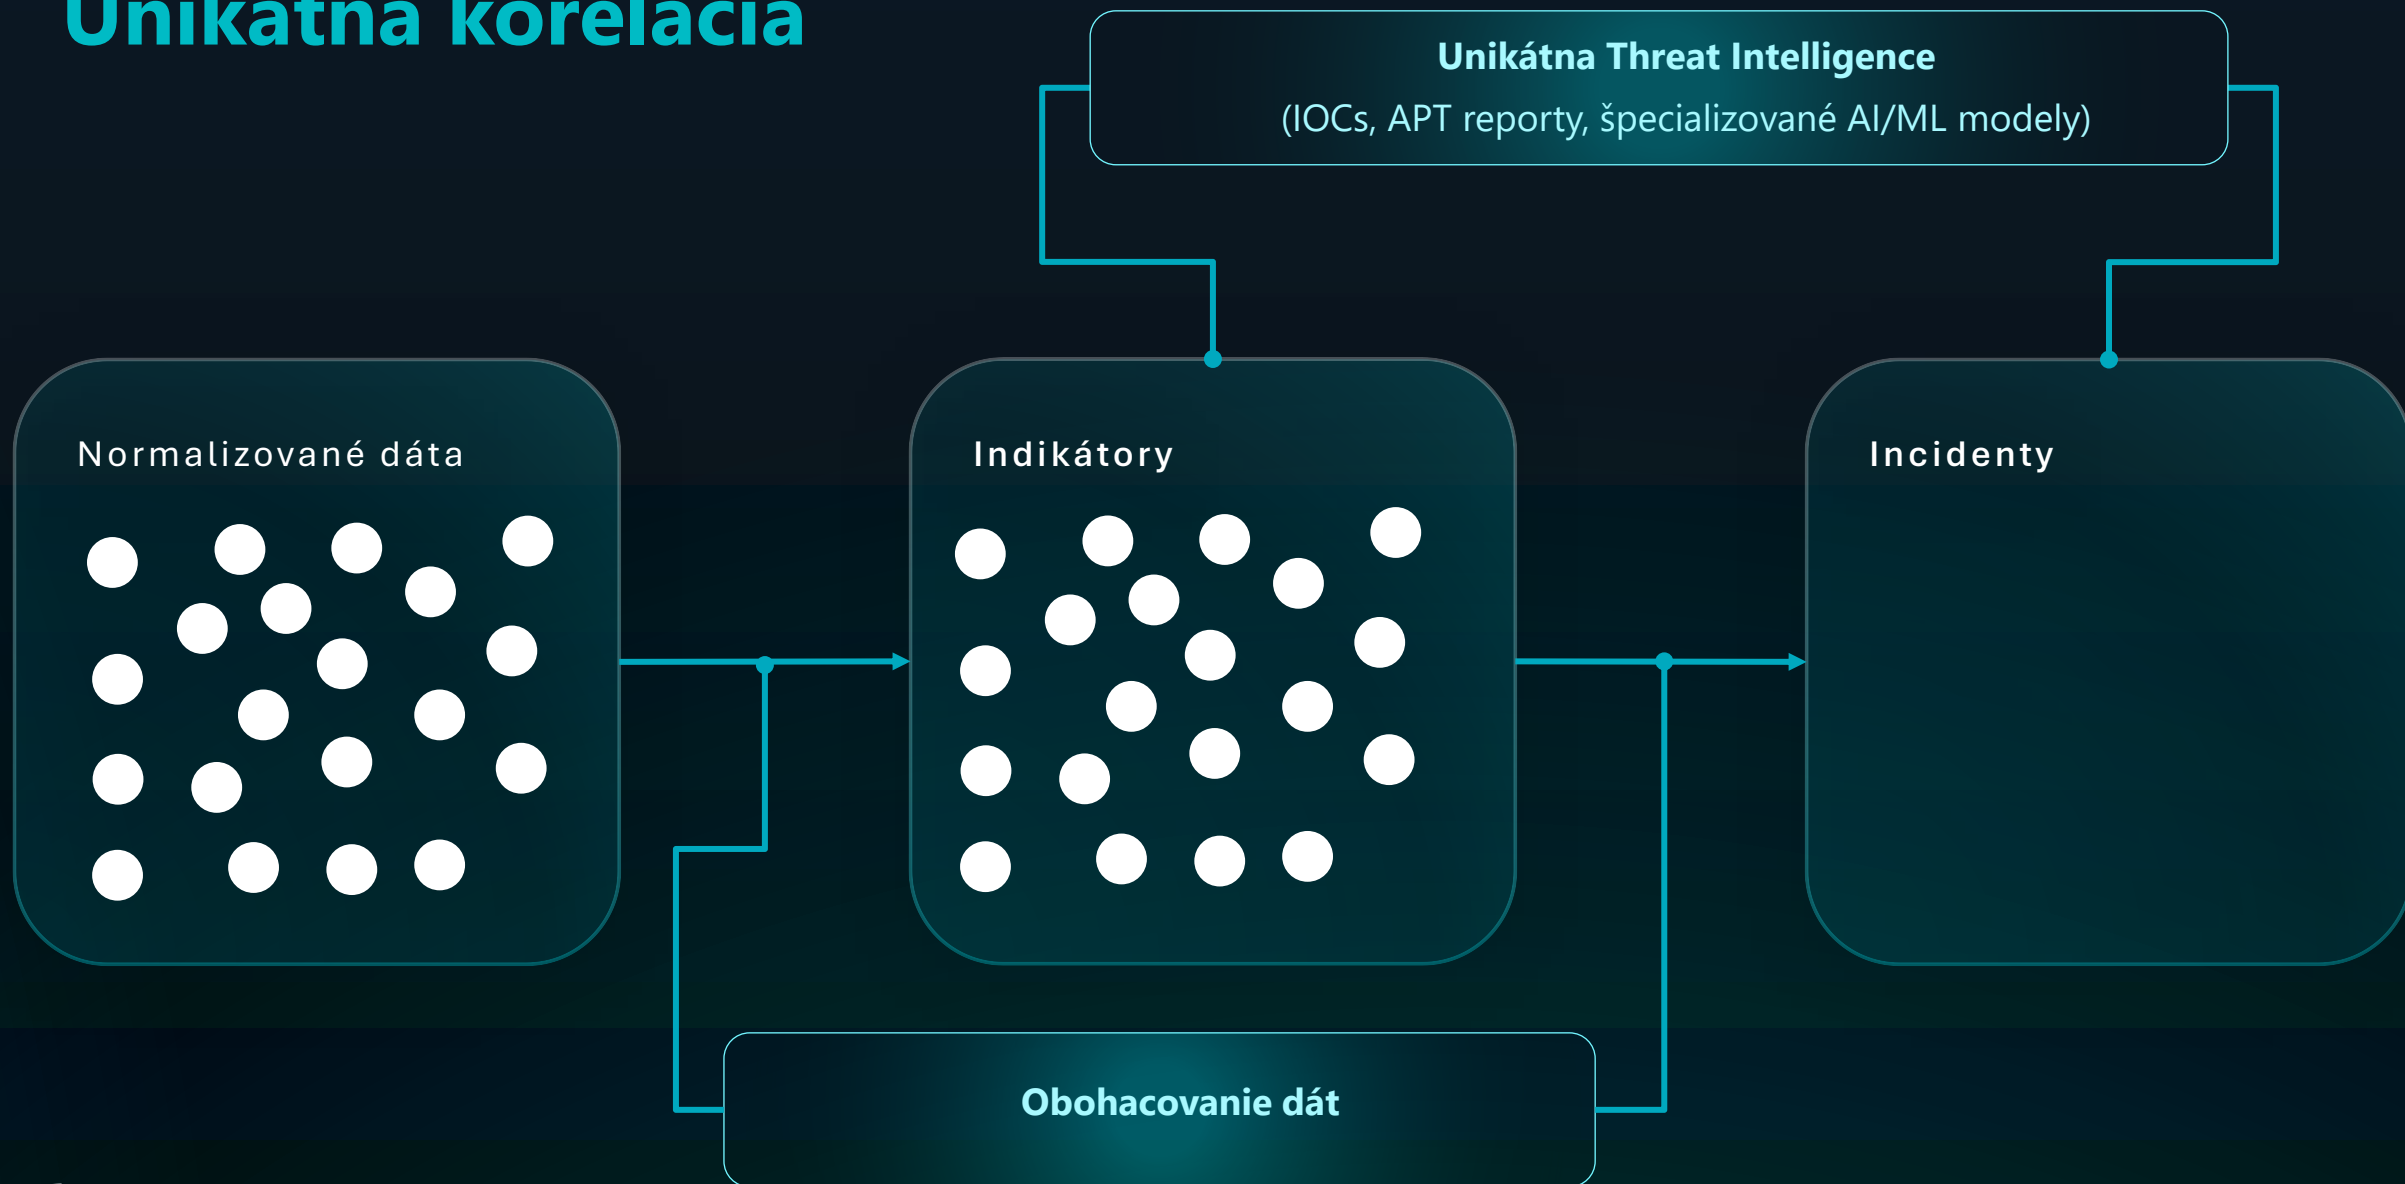 Unikátna korelácia
Unikátna Threat Intelligence
(IOCs, APT reporty, špecializované AI/ML modely)
Normalizované dáta
Indikátory
Incidenty
Obohacovanie dát